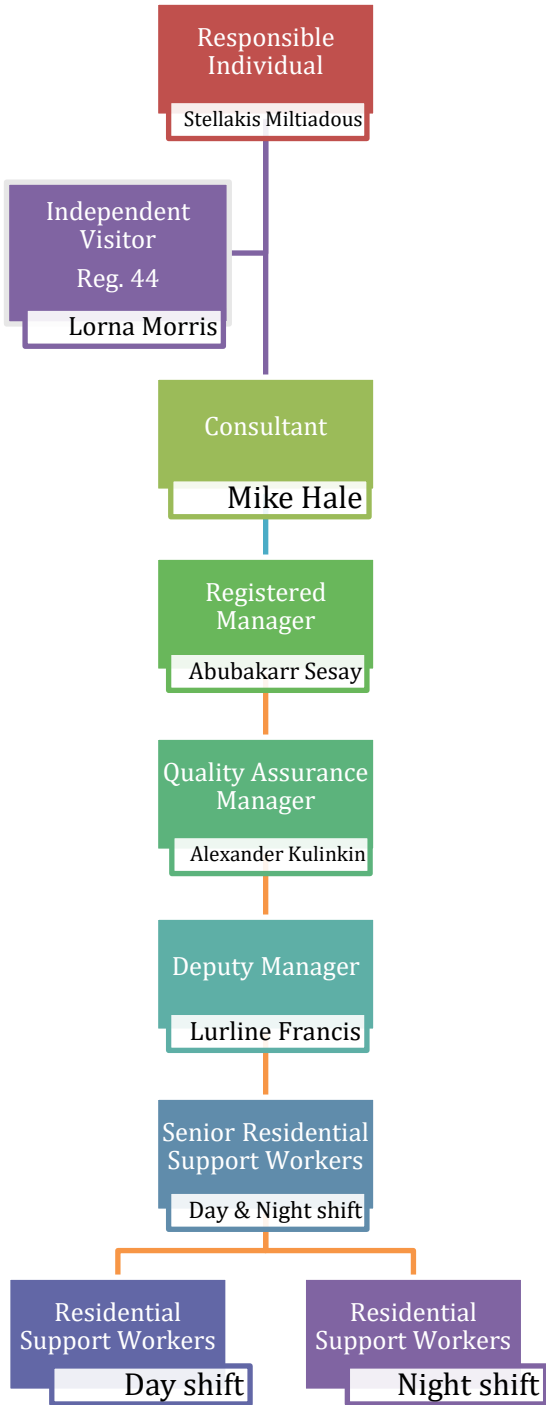 Responsible
Individual
Stellakis Miltiadous
Independent
Visitor
Reg. 44
Lorna Morris
Consultant
Mike Hale
Registered
Manager
Abubakarr Sesay
Quality Assurance
Manager
Alexander Kulinkin
Deputy Manager
Lurline Francis
Senior Residential
Support Workers
Day & Night shift
Residential
Support Workers
Day shift
Residential
Support Workers
Night shift